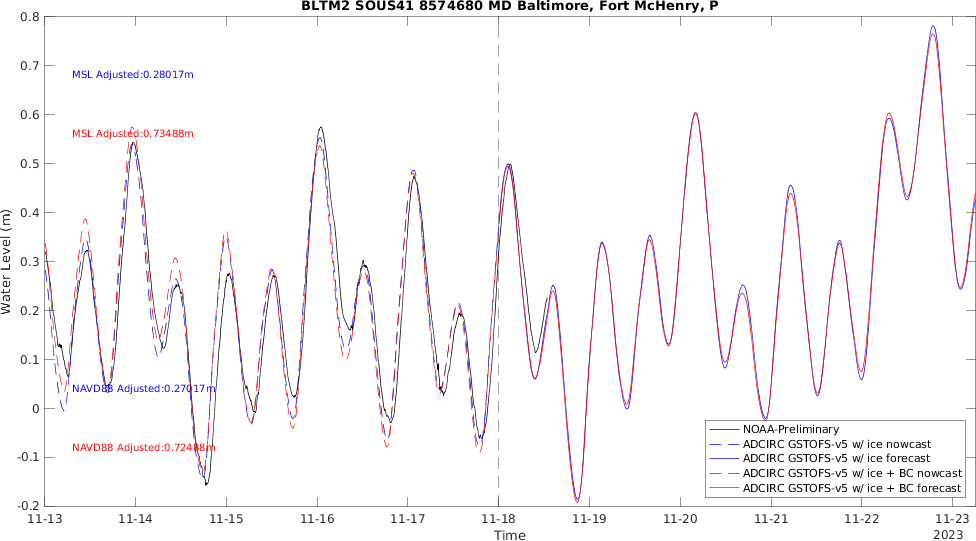 BLTM2 SOUS41 8574680 MD Baltimore, Fort McHenry, P
0.8
0.7
0.6
0.5
0.4
0.3
0.2
0.1
0
-0.1
-0.2
Water Level (m)
MSL Adjusted:0.28017m
MSL Adjusted:0.73488m
NAVD88 Adjusted:0.27017m
NAVD88 Adjusted:0.72488m
NOAA-Preliminary
ADCIRC GSTOFS-v5 w/ ice nowcast
ADCIRC GSTOFS-v5 w/ ice forecast
ADCIRC GSTOFS-v5 w/ ice + BC nowcast
ADCIRC GSTOFS-v5 w/ ice + BC forecast
11-13 11-14 11-15 11-16 11-17 11-18 11-19 11-20 11-21 11-22 11-23
Time
2023